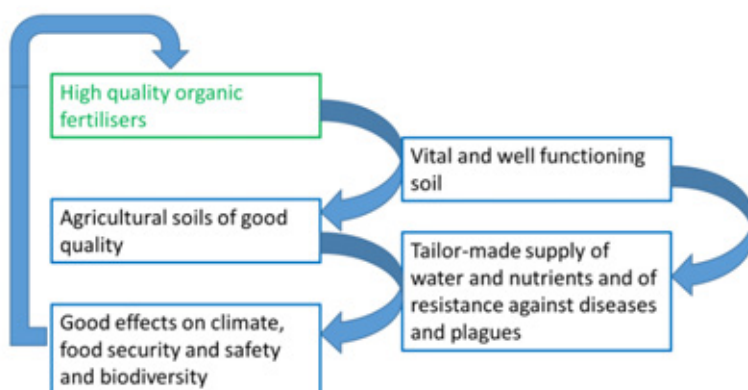 High quality organic
fertilisers
Vital and well functioning
soil
Agricultural soils of good
quality
Tailor-made supply of
water and nutrients and of
resistance against diseases
and plagues
Good effects on climate,
food security and safety
and biodiversity